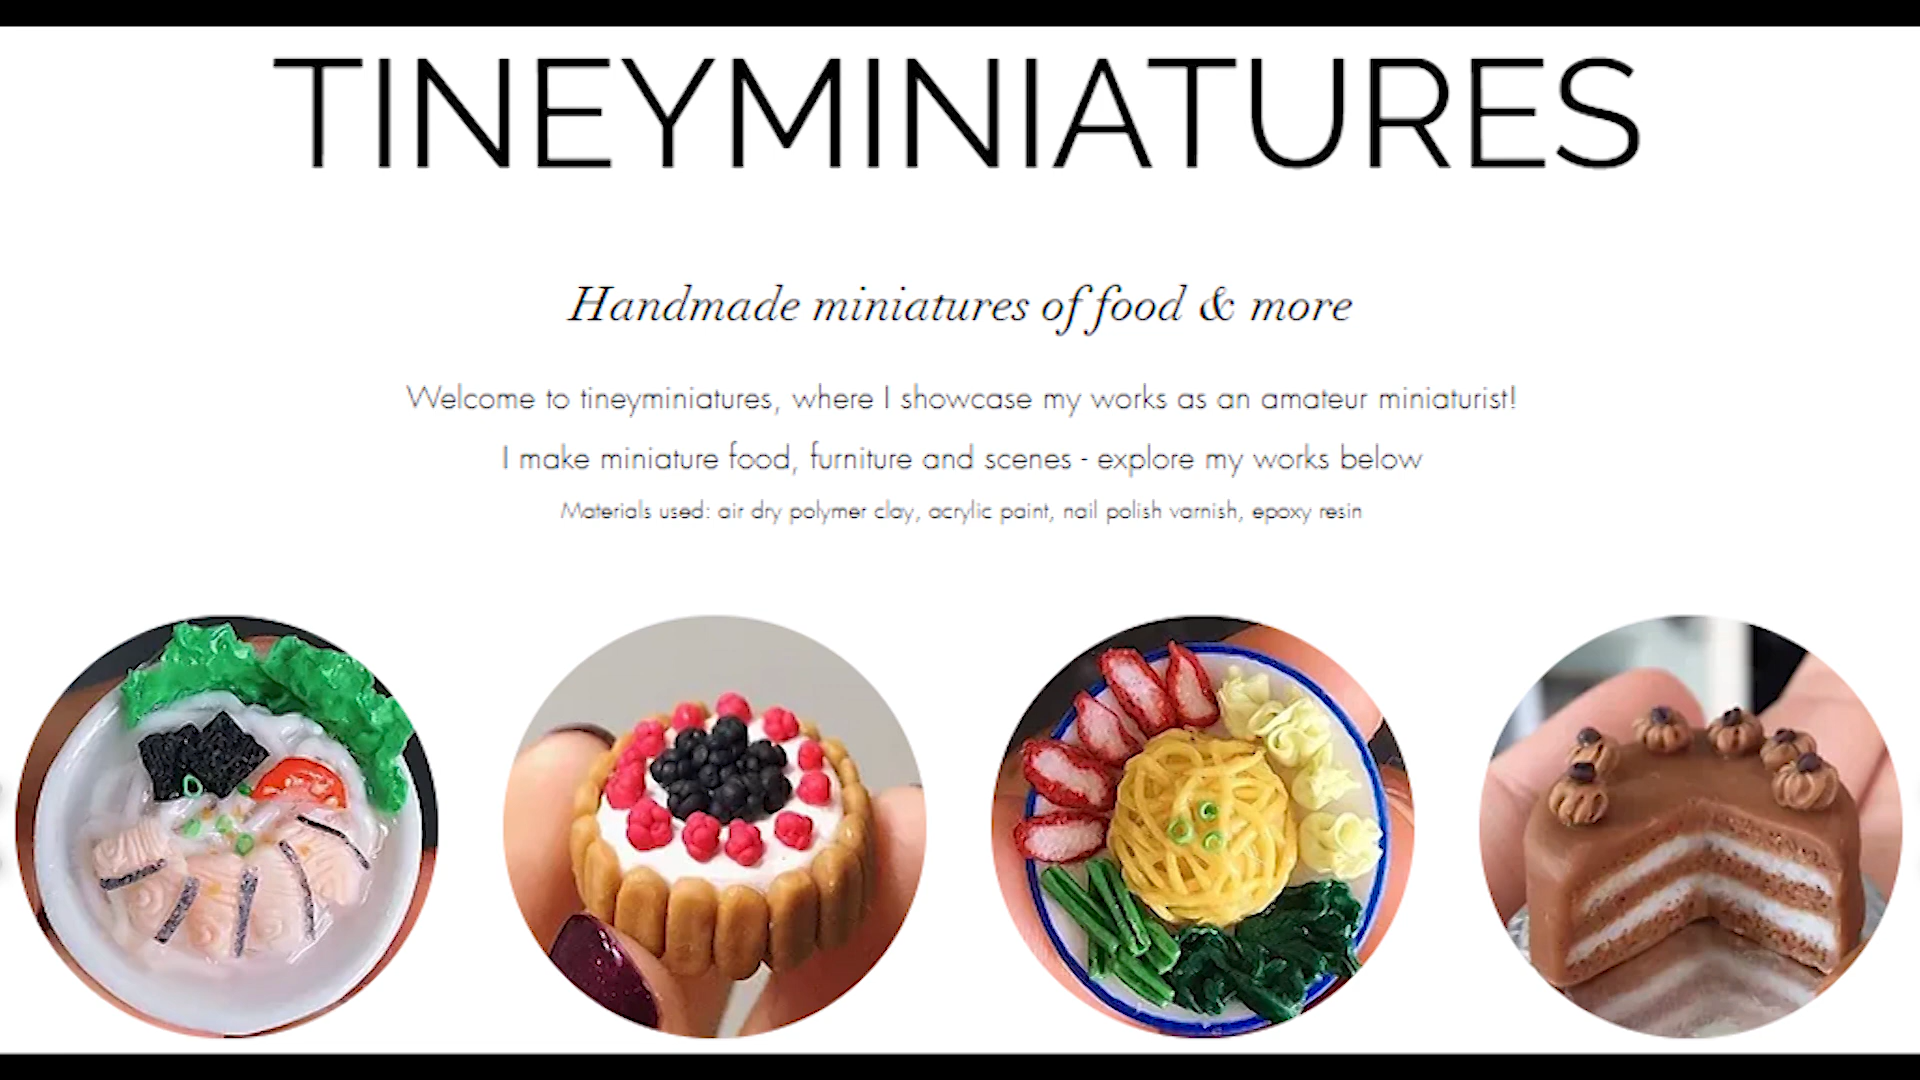 TINEYMINIATURES
Handmade miniatures of food & more
Welcome to tineyminiatures, where I showcase my works as an amateur miniaturist!
I make miniature food, furniture and scenes - explore my works below
Materials used: air dry polymer clay, acrylic paint, nail polish varnish, epoxy resin